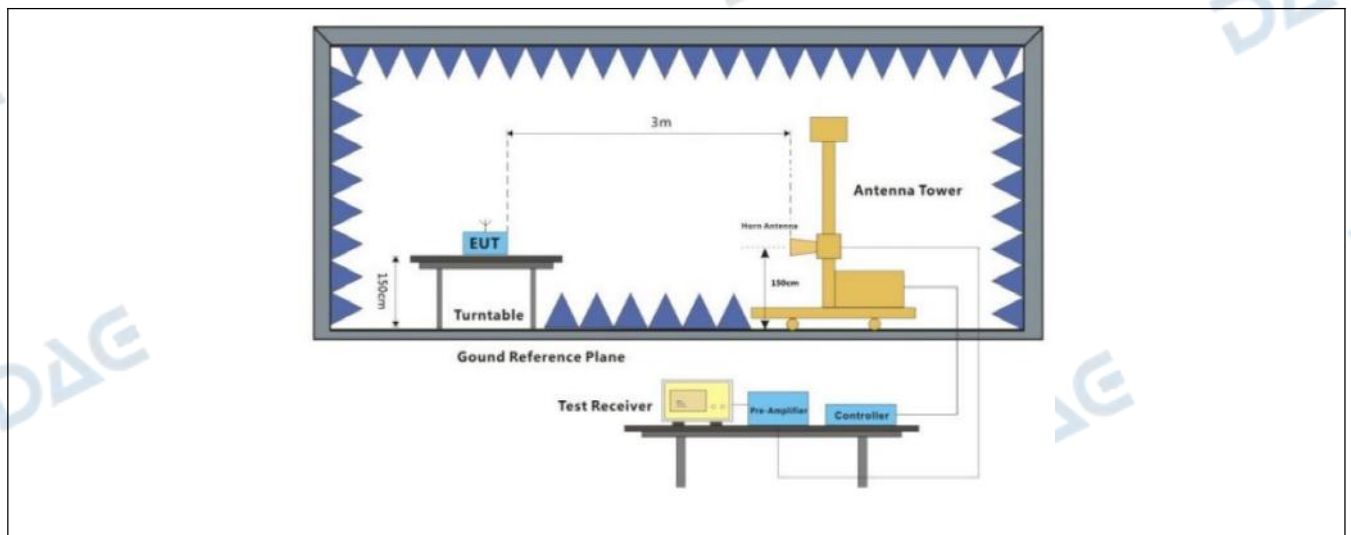 DAE
DAE
3m
Antenna Tower
Horn Antenna
EUT
150cm
150cm
Turntable
Gound Reference Plane
DAE
DAE
Test Receiver
Pre-Amplifier
Controller